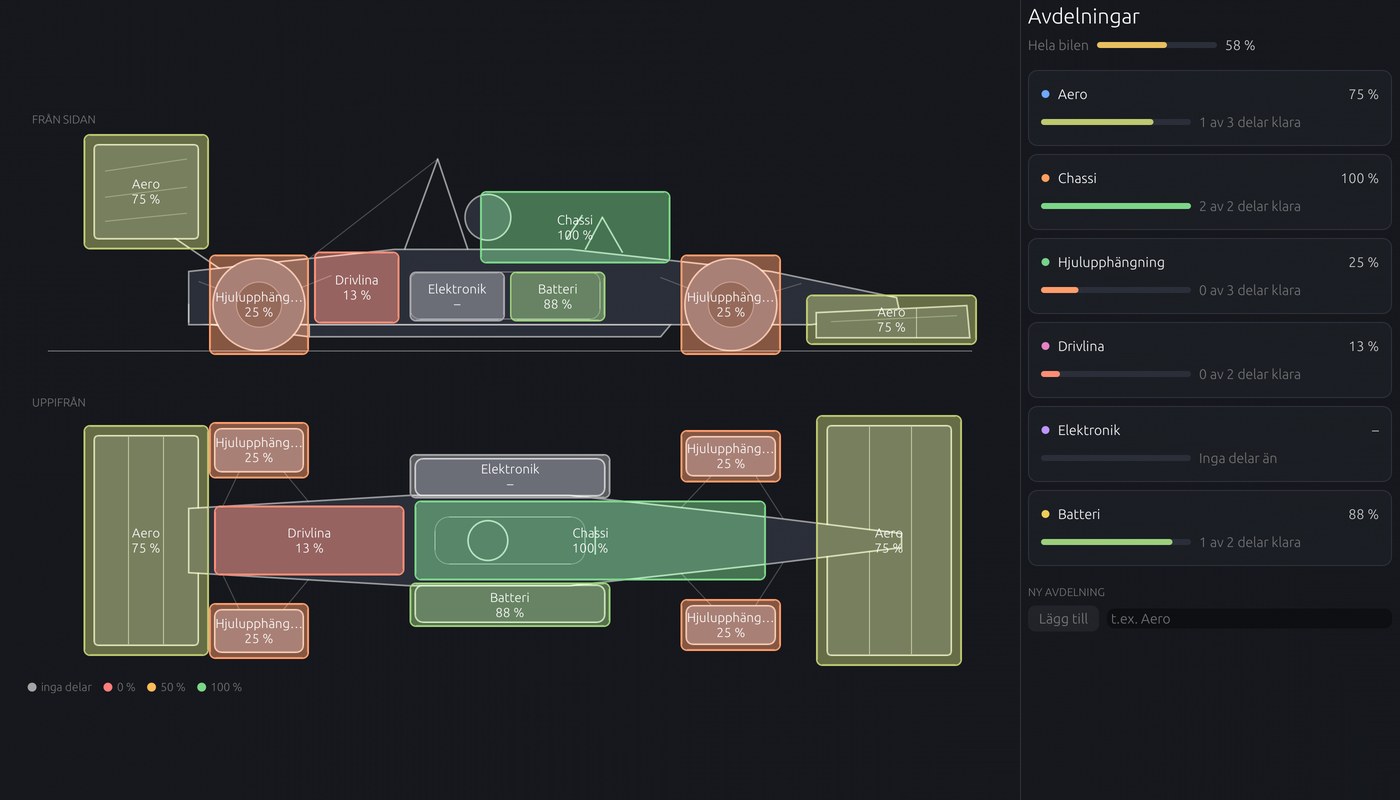 FRÅN SIDAN
Aero
75 %
Chassi
100 %
Hjulupphäng...
25 %
Drivlina
13 %
Elektronik
–
Batteri
88 %
Hjulupphäng...
25 %
Aero
75 %
UPPIFRÅN
Hjulupphäng...
25 %
Elektronik
–
Hjulupphäng...
25 %
Aero
75 %
Drivlina
13 %
Chassi
100 %
Aero
75 %
Batteri
88 %
Hjulupphäng...
25 %
Hjulupphäng...
25 %
inga delar
0 %
50 %
100 %
Avdelningar
Hela bilen 58 %
Aero 75 %
1 av 3 delar klara
Chassi 100 %
2 av 2 delar klara
Hjulupphängning 25 %
0 av 3 delar klara
Drivlina 13 %
0 av 2 delar klara
Elektronik –
Inga delar än
Batteri 88 %
1 av 2 delar klara
NY AVDELNING
Lägg till t.ex. Aero